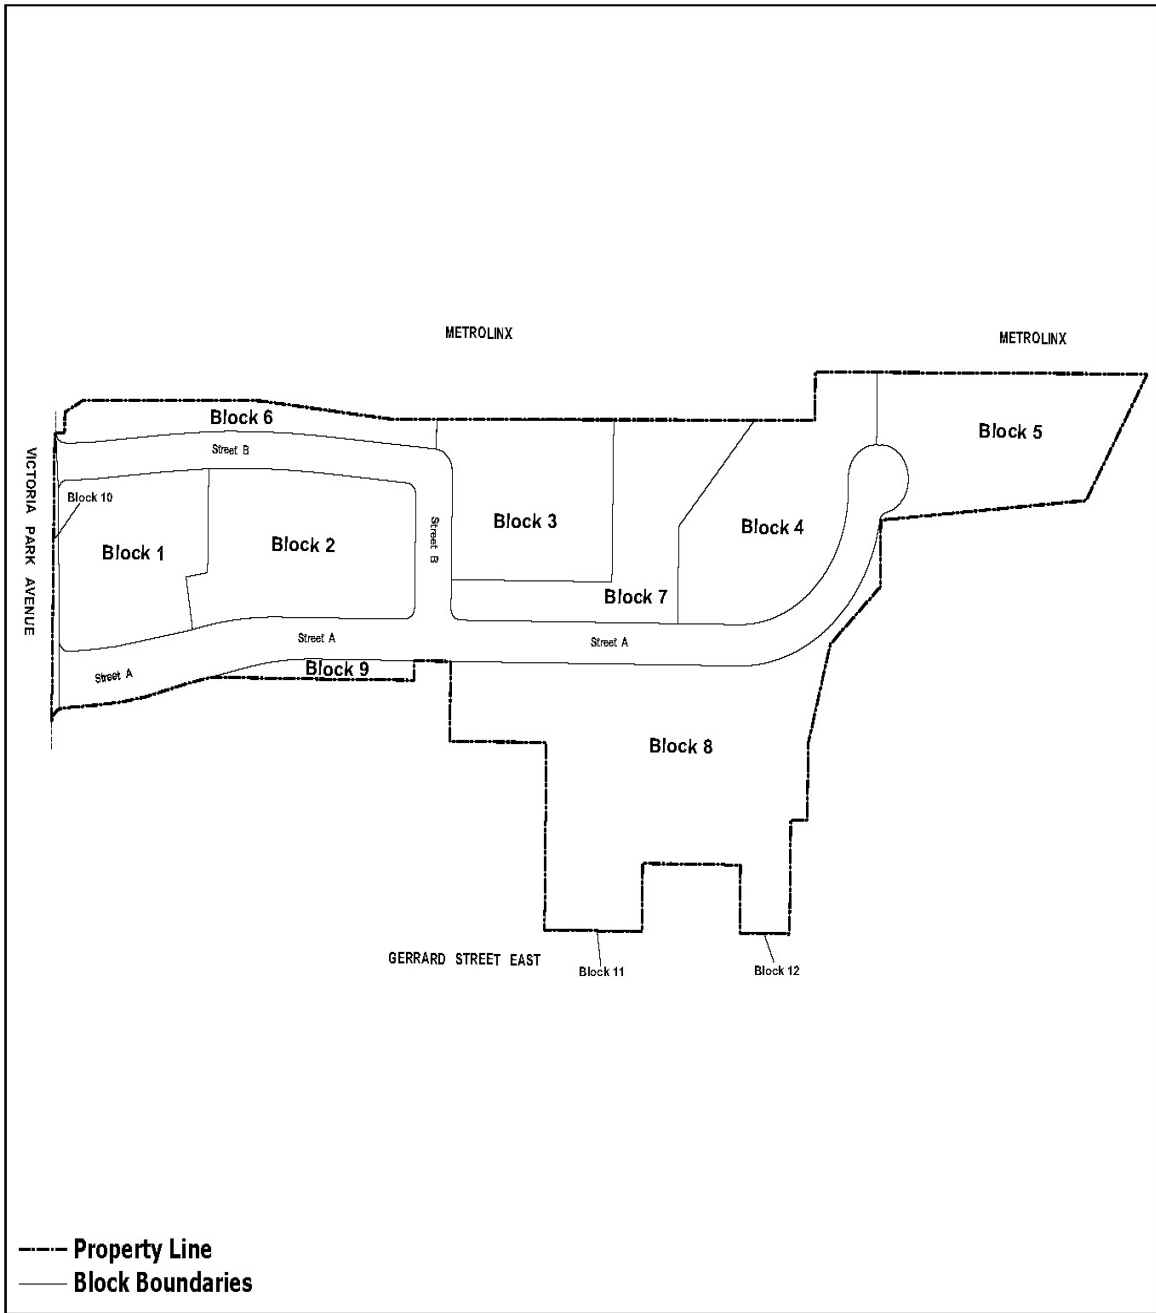 METROLINX
METROLINX
Block 6
Block 5
Street B
VICTORIA PARK AVENUE
Block 10
Block 3
Block 4
Street B
Block 2
Block 1
Block 7
Street A
Street A
Block 9
Street A
Block 8
GERRARD STREET EAST
Block 11
Block 12
Property Line
Block Boundaries